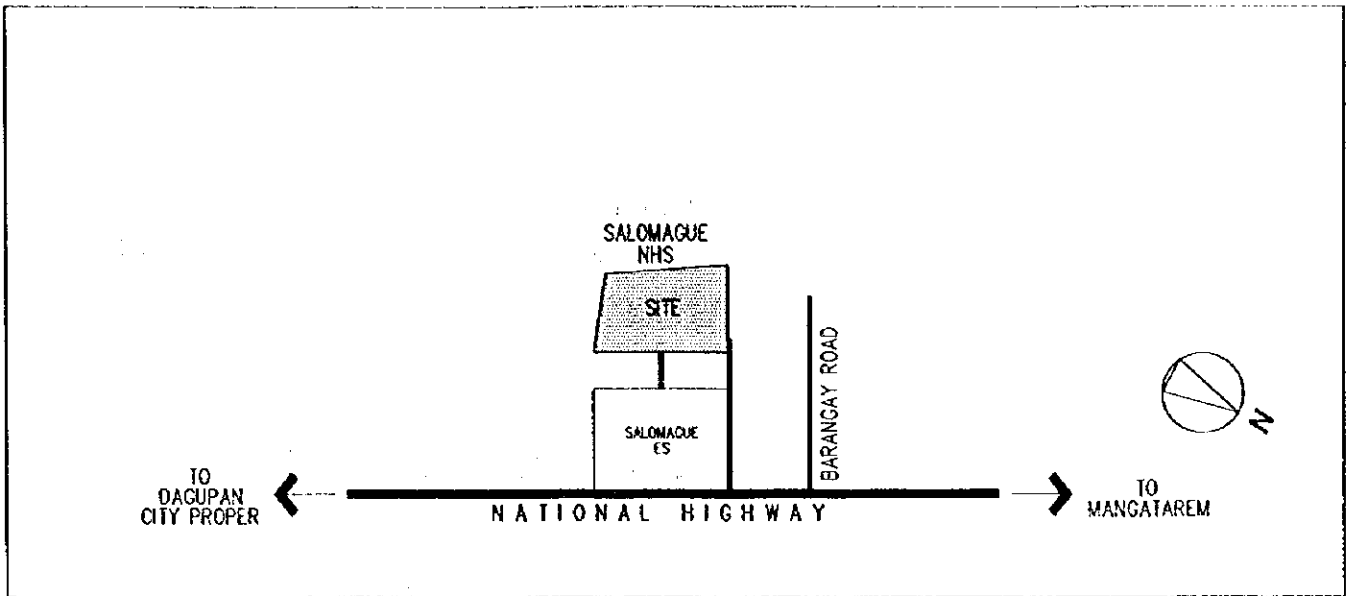 SALOMAGUE
NHS
SITE
SALOMAGUE
ES
BARANGAY ROAD
N
TO
DAGUPAN
CITY PROPER
NATIONAL HIGHWAY
TO
MANGATAREM